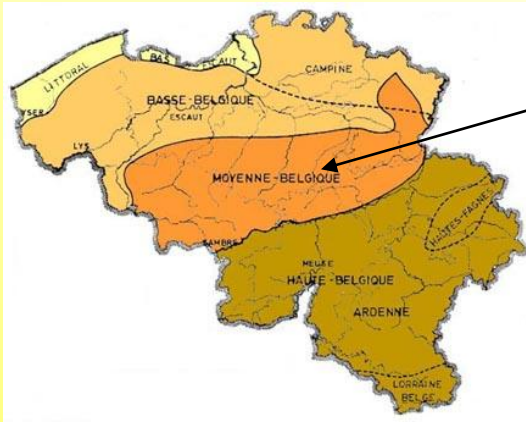 LITTORAL
BAS ESCAUT
CAMPINE
YSER
BASSE-BELGIQUE
ESCAUT
LYS
MOYENNE-BELGIQUE
HAUTES-FAGNE
SAMBRE
MEUSE
HAUTE-BELGIQUE
ARDENNE
LORRAINE
BELGE